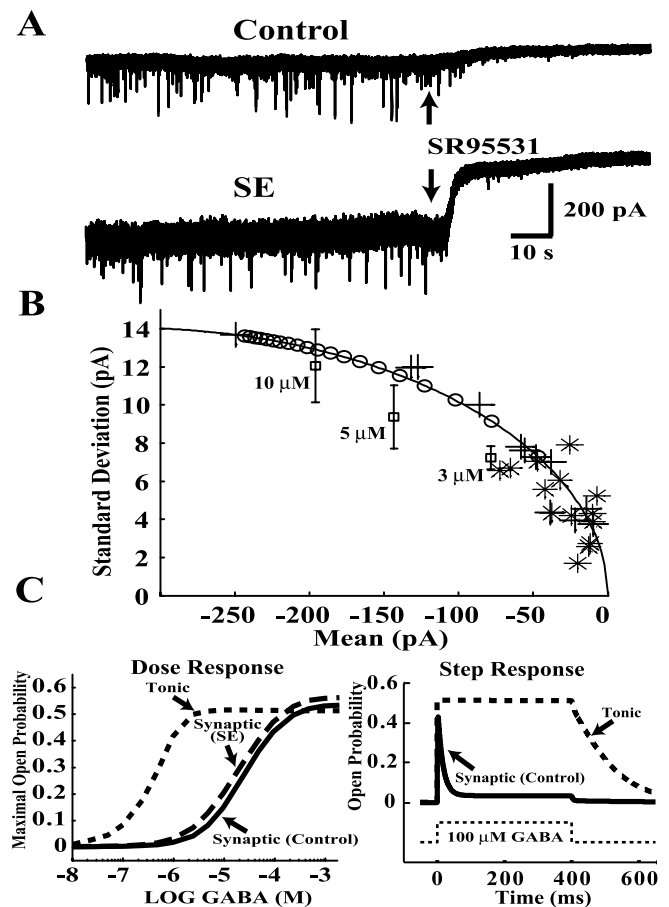 A
Control
SR95531
SE
200 pA
10 s
B
Standard Deviation (pA)
14
12
10
8
6
4
2
0
10 µM
5 µM
3 µM
-250 -200 -150 -100 -50 0
Mean (pA)
C
Dose Response
Maximal Open Probability
0.6
0.5
0.4
0.3
0.2
0.1
0
Tonic
Synaptic
(SE)
Synaptic (Control)
-8 -7 -6 -5 -4 -3
LOG GABA (M)
Step Response
Open Probability
0.4
0.2
0
Tonic
Synaptic (Control)
100 µM GABA
0 200 400 600
Time (ms)